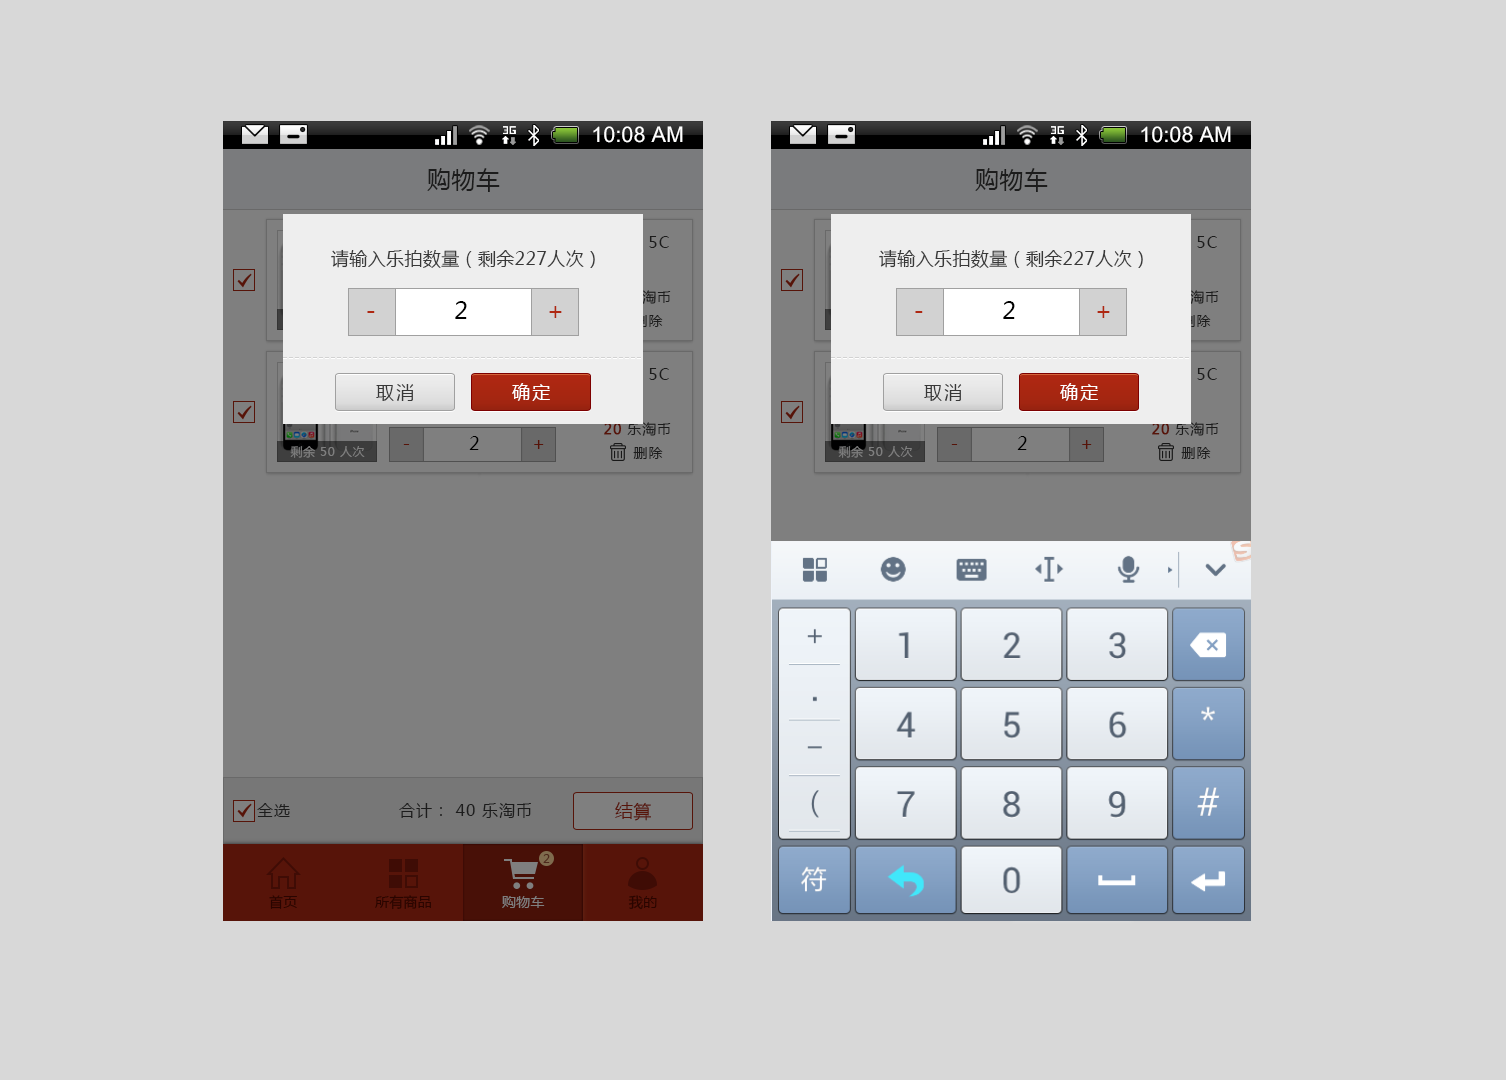 3G 10:08 AM
购物车
5C
请输入乐拍数量（剩余227人次）
- 2 +
淘币
删除
取消 确定
5C
20 乐淘币
剩余 50 人次
- 2 +
删除
全选 合计： 40 乐淘币 结算
2
首页 所有商品 购物车 我的
3G 10:08 AM
购物车
5C
请输入乐拍数量（剩余227人次）
- 2 +
淘币
删除
取消 确定
5C
20 乐淘币
剩余 50 人次
- 2 +
删除
S
+ 1 2 3
.
4 5 6 *
−
( 7 8 9 #
符 0